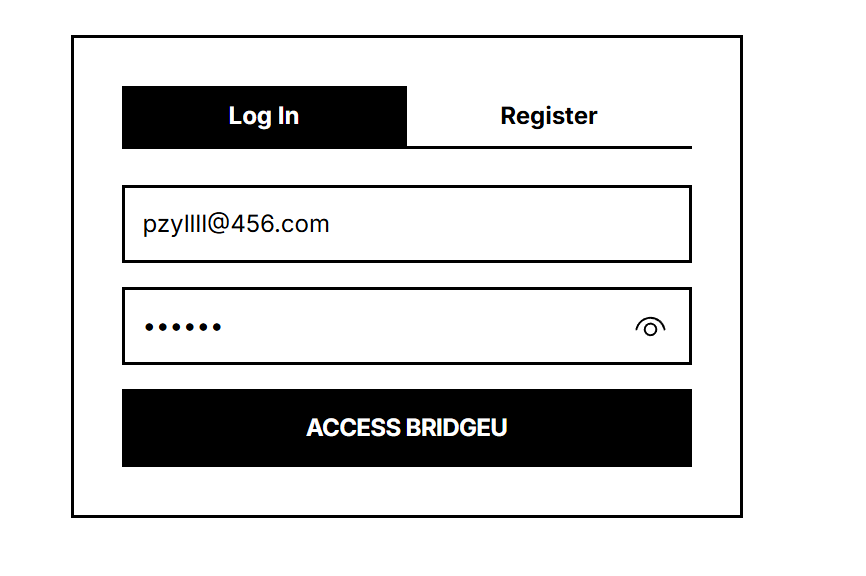 Log In
Register
pzyllll@456.com
••••••
ACCESS BRIDGEU